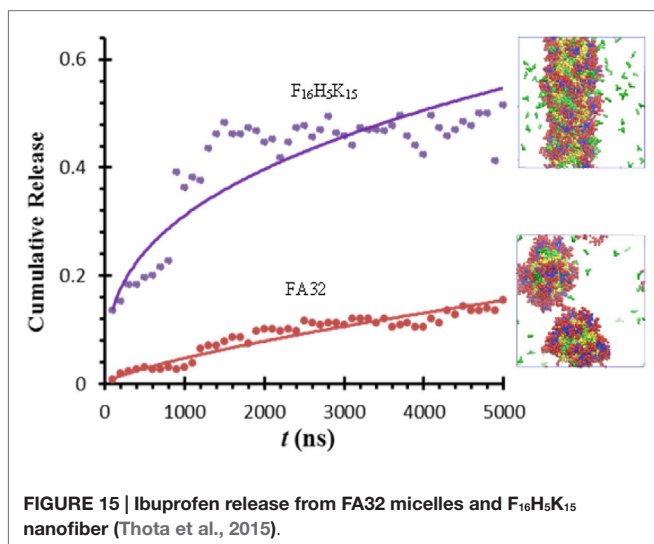 0.6
0.4
0.2
0
Cumulative Release
F₁₆H₅K₁₅
FA32
0 1000 2000 3000 4000 5000
t (ns)
FIGURE 15 | Ibuprofen release from FA32 micelles and F₁₆H₅K₁₅
nanofiber (Thota et al., 2015).